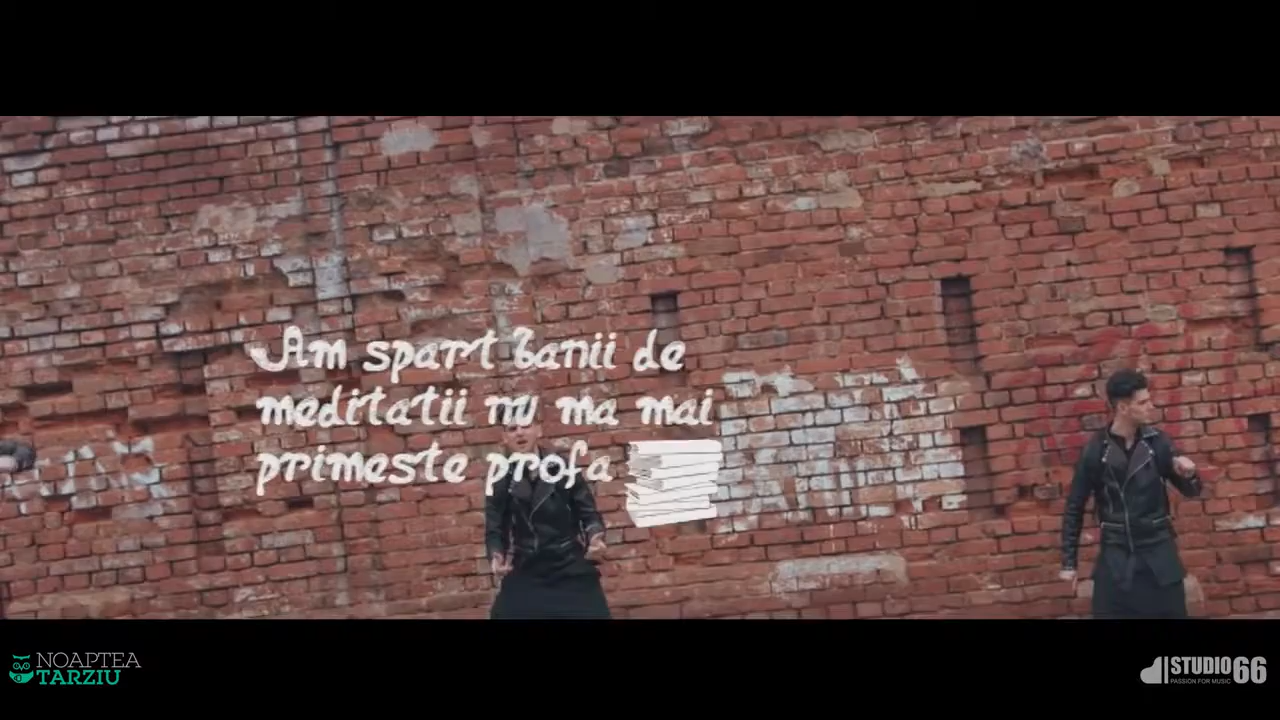 Am spart banii de
meditatii nu ma mai
primeste profa
NOAPTEA
TARZIU
STUDIO66
PASSION FOR MUSIC